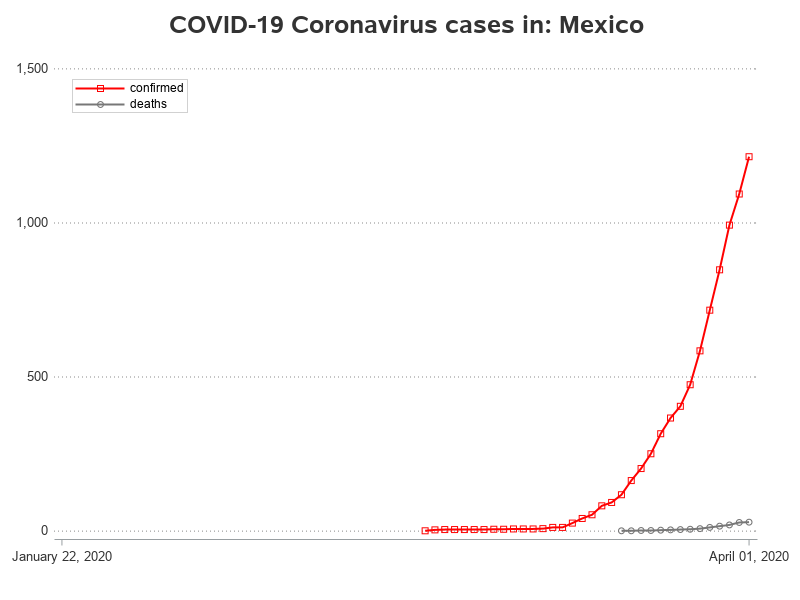 COVID-19 Coronavirus cases in: Mexico
1,500
confirmed
deaths
1,000
500
0
January 22, 2020
April 01, 2020